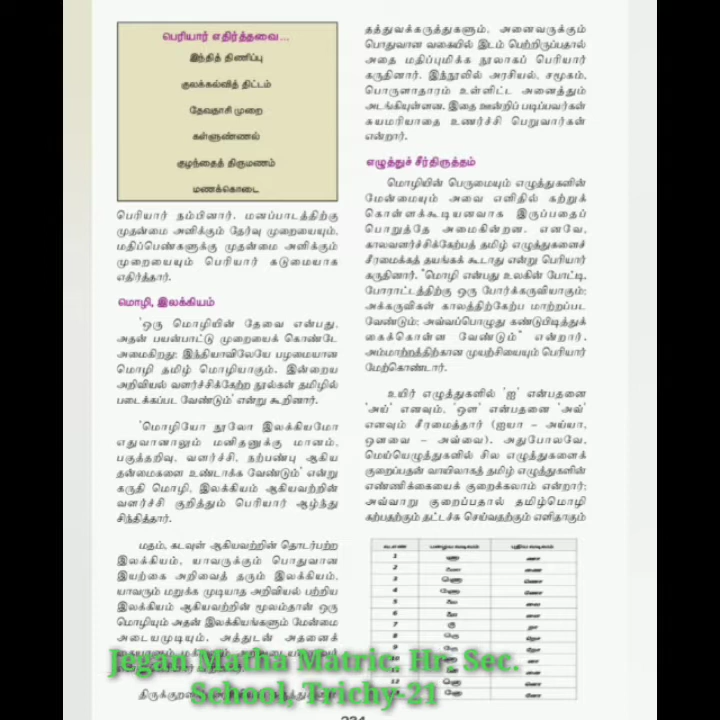 பெரியார் எதிர்த்தவை...
இந்தித் திணிப்பு
குலக்கல்வித் திட்டம்
தேவதாசி முறை
கள்ளுண்ணல்
குழந்தைத் திருமணம்
மணக்கொடை
பெரியார் நம்பினார். மனப்பாடத்திற்கு
முதன்மை அளிக்கும் தேர்வு முறையையும்,
மதிப்பெண்களுக்கு முதன்மை அளிக்கும்
முறையையும் பெரியார் கடுமையாக
எதிர்த்தார்.
மொழி, இலக்கியம்
'ஒரு மொழியின் தேவை என்பது,
அதன் பயன்பாட்டு முறையைக் கொண்டே
அமைகிறது; இந்தியாவிலேயே பழமையான
மொழி தமிழ் மொழியாகும். இன்றைய
அறிவியல் வளர்ச்சிக்கேற்ற நூல்கள் தமிழில்
படைக்கப்பட வேண்டும்' என்று கூறினார்.
'மொழியோ நூலோ இலக்கியமோ
எதுவானாலும் மனிதனுக்கு மானம்,
பகுத்தறிவு, வளர்ச்சி, நற்பண்பு ஆகிய
தன்மைகளை உண்டாக்க வேண்டும்' என்று
கருதி மொழி, இலக்கியம் ஆகியவற்றின்
வளர்ச்சி குறித்தும் பெரியார் ஆழ்ந்து
சிந்தித்தார்.
மதம், கடவுள் ஆகியவற்றின் தொடர்பற்ற
இலக்கியம், யாவருக்கும் பொதுவான
இயற்கை அறிவைத் தரும் இலக்கியம்,
யாவரும் மறுக்க முடியாத அறிவியல் பற்றிய
இலக்கியம் ஆகியவற்றின் மூலம்தான் ஒரு
மொழியும் அதன் இலக்கியங்களும் மேன்மை
அடையமுடியும். அத்துடன் அதனைக்
தத்துவக்கருத்துகளும், அனைவருக்கும்
பொதுவான வகையில் இடம் பெற்றிருப்பதால்
அதை மதிப்புமிக்க நூலாகப் பெரியார்
கருதினார். இந்நூலில் அரசியல், சமூகம்,
பொருளாதாரம் உள்ளிட்ட அனைத்தும்
அடங்கியுள்ளன. இதை ஊன்றிப் படிப்பவர்கள்
சுயமரியாதை உணர்ச்சி பெறுவார்கள்
என்றார்.
எழுத்துச் சீர்திருத்தம்
மொழியின் பெருமையும் எழுத்துகளின்
மேன்மையும் அவை எளிதில் கற்றுக்
கொள்ளக்கூடியனவாக இருப்பதைப்
பொறுத்தே அமைகின்றன. எனவே,
காலவளர்ச்சிக்கேற்பத் தமிழ் எழுத்துகளைச்
சீரமைக்கத் தயங்கக் கூடாது என்று பெரியார்
கருதினார். "மொழி என்பது உலகின் போட்டி,
போராட்டத்திற்கு ஒரு போர்க்கருவியாகும்;
அக்கருவிகள் காலத்திற்கேற்ப மாற்றப்பட
வேண்டும்; அவ்வப்பொழுது கண்டுபிடித்துக்
கைக்கொள்ள வேண்டும்" என்றார்.
அம்மாற்றத்திற்கான முயற்சியையும் பெரியார்
மேற்கொண்டார்.
உயிர் எழுத்துகளில் 'ஐ' என்பதனை
'அய்' எனவும், 'ஔ' என்பதனை 'அவ்'
எனவும் சீரமைத்தார் (ஐயா – அய்யா,
ஔவை – அவ்வை). அதுபோலவே,
மெய்யெழுத்துகளில் சில எழுத்துகளைக்
குறைப்பதன் வாயிலாகத் தமிழ் எழுத்துகளின்
எண்ணிக்கையைக் குறைக்கலாம் என்றார்;
அவ்வாறு குறைப்பதால் தமிழ்மொழி
கற்பதற்கும் தட்டச்சு செய்வதற்கும் எளிதாகும்
1
2
3
4
5
6
7
8
9
10
12
Jegan Matha Matric. Hr. Sec.
School, Trichy-21